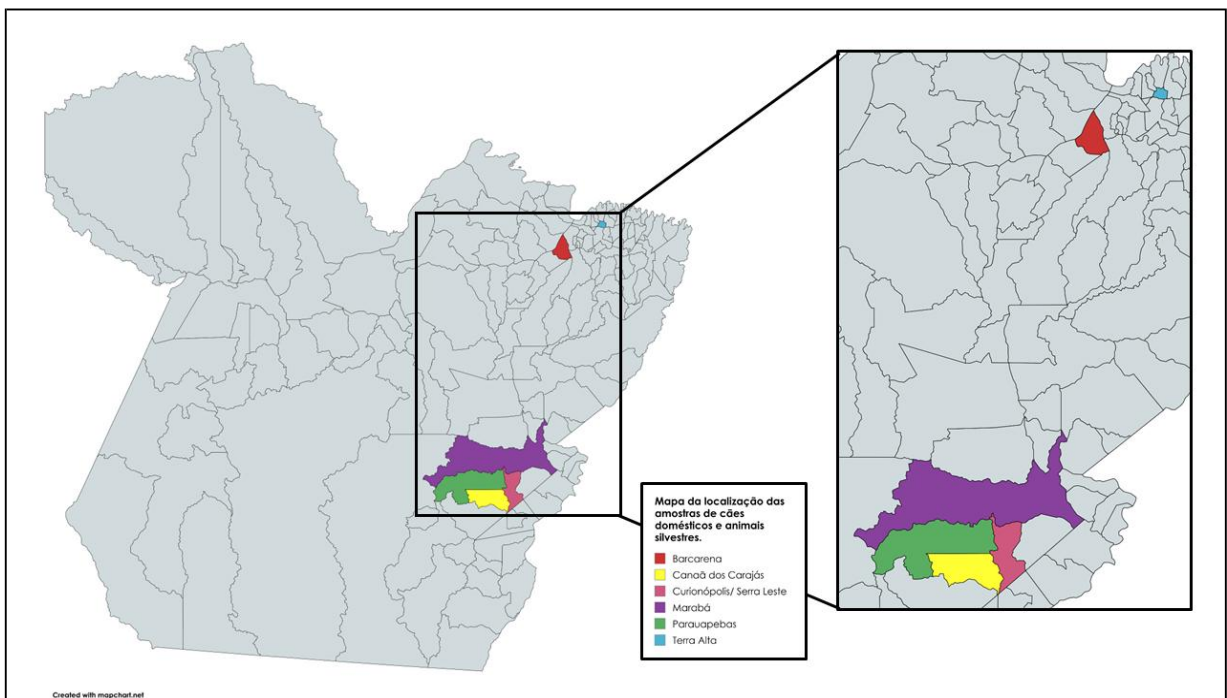 Mapa da localização das
amostras de cães
domésticos e animais
silvestres.
Barcarena
Canaã dos Carajás
Curionópolis/ Serra Leste
Marabá
Parauapebas
Terra Alta
Created with mapchart.net